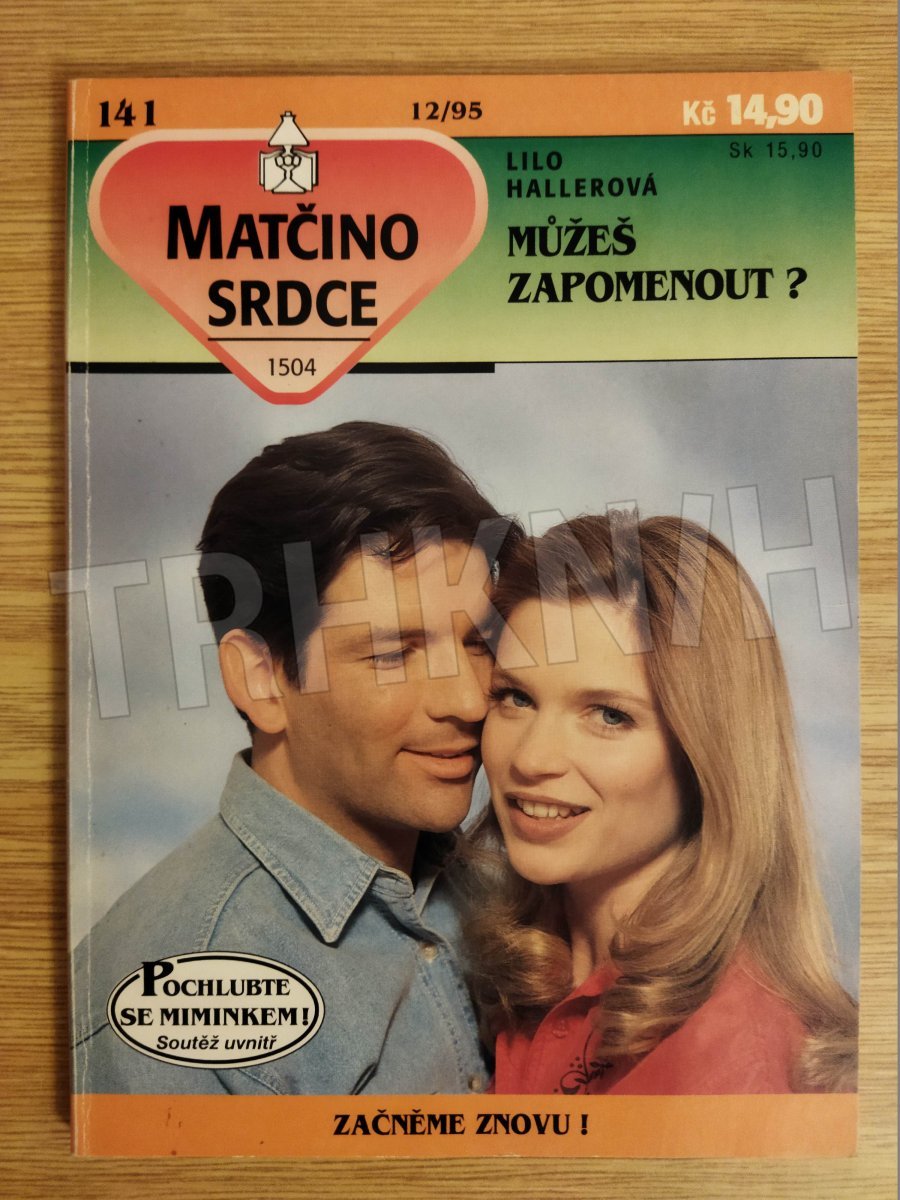 141
12/95
Kč 14,90
Sk 15,90
MATČINO
SRDCE
1504
LILO
HALLEROVÁ
MŮŽEŠ
ZAPOMENOUT ?
TRHKNIH
POCHLUBTE
SE MIMINKEM!
Soutěž uvnitř
ZAČNĚME ZNOVU !